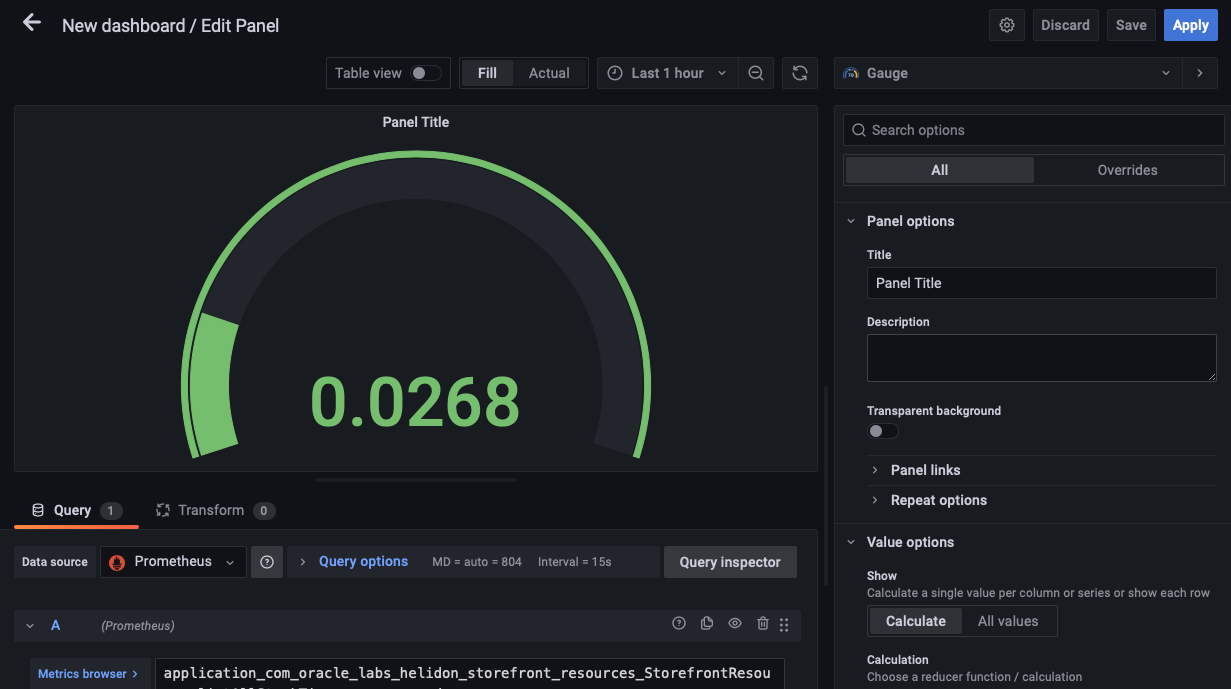 New dashboard / Edit Panel
Discard
Save
Apply
Table view
Fill
Actual
Last 1 hour
Gauge
Panel Title
0.0268
Query 1
Transform 0
Data source
Prometheus
Query options
MD = auto = 804
Interval = 15s
Query inspector
A
(Prometheus)
Metrics browser
application_com_oracle_labs_helidon_storefront_resources_StorefrontResou
Search options
All
Overrides
Panel options
Title
Panel Title
Description
Transparent background
Panel links
Repeat options
Value options
Show
Calculate a single value per column or series or show each row
Calculate
All values
Calculation
Choose a reducer function / calculation